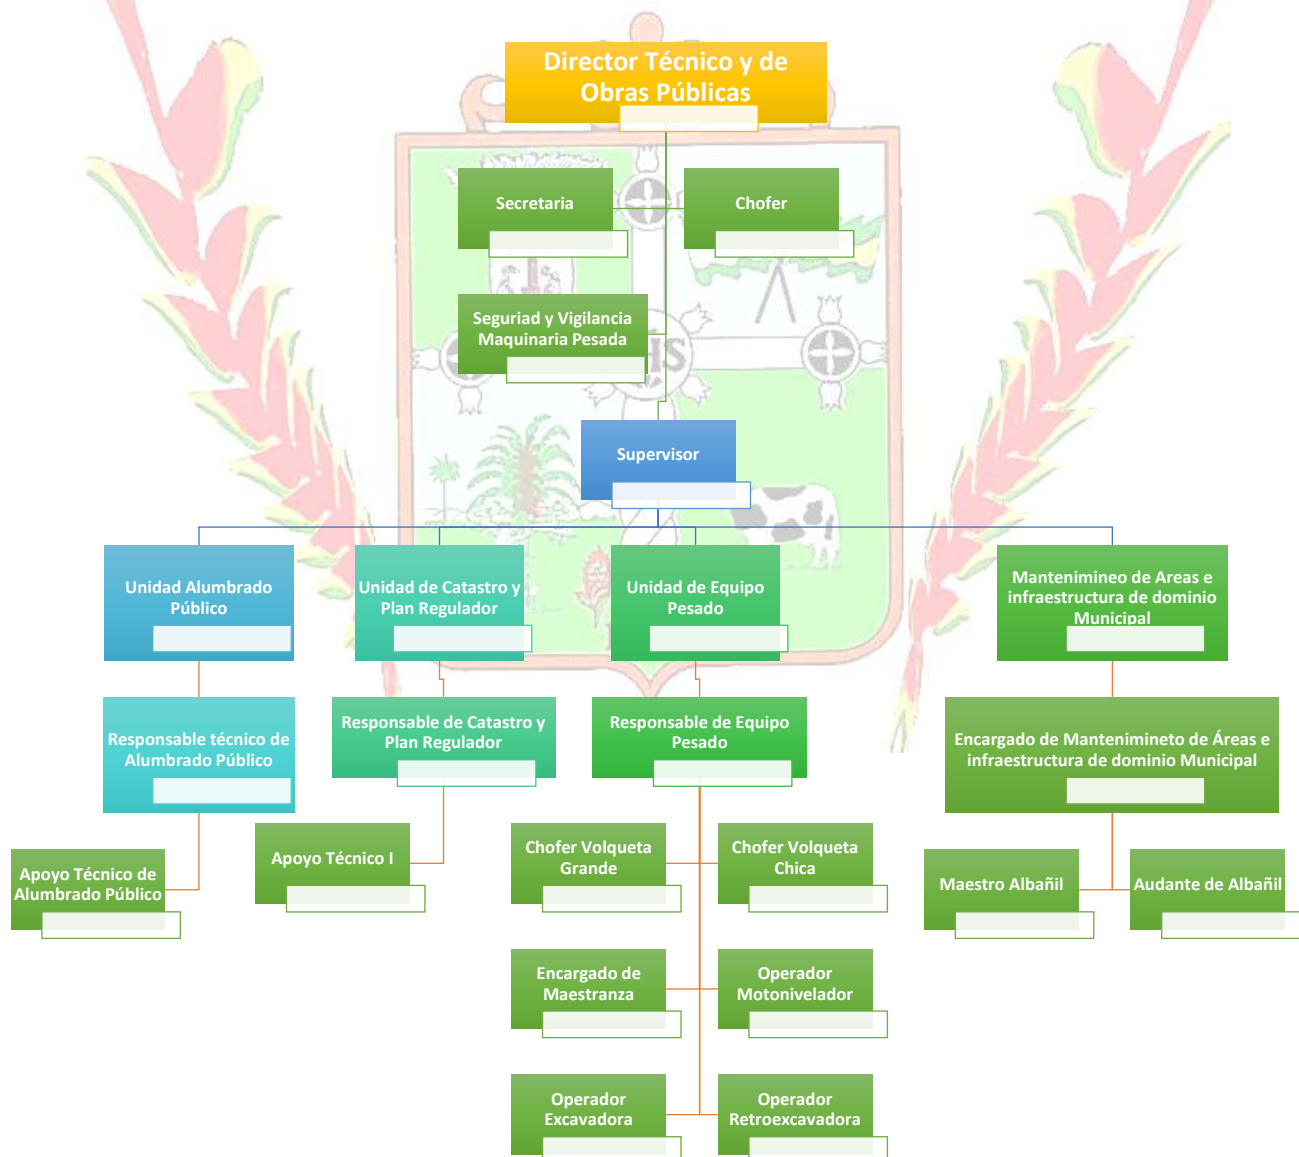 Director Técnico y de
Obras Públicas
Secretaria
Chofer
Seguriad y Vigilancia
Maquinaria Pesada
HS
Supervisor
Unidad Alumbrado
Público
Unidad de Catastro y
Plan Regulador
Unidad de Equipo
Pesado
Mantenimineo de Areas e
infraestructura de dominio
Municipal
Responsable técnico de
Alumbrado Público
Responsable de Catastro y
Plan Regulador
Responsable de Equipo
Pesado
Encargado de Mantenimineto de Áreas e
infraestructura de dominio Municipal
Apoyo Técnico de
Alumbrado Público
Apoyo Técnico I
Chofer Volqueta
Grande
Chofer Volqueta
Chica
Maestro Albañil
Audante de Albañil
Encargado de
Maestranza
Operador
Motonivelador
Operador
Excavadora
Operador
Retroexcavadora